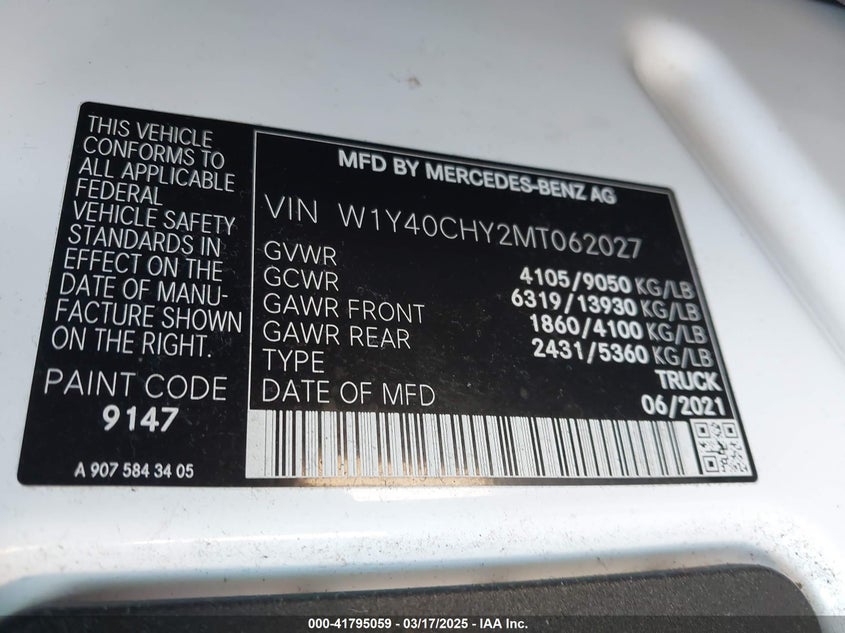 THIS VEHICLE
CONFORMS TO
ALL APPLICABLE
FEDERAL
VEHICLE SAFETY
STANDARDS IN
EFFECT ON THE
DATE OF MANU-
FACTURE SHOWN
ON THE RIGHT.
PAINT CODE
9147
A 907 584 34 05
MFD BY MERCEDES-BENZ AG
VIN W1Y40CHY2MT062027
GVWR 4105/9050 KG/LB
GCWR 6319/13930 KG/LB
GAWR FRONT 1860/4100 KG/LB
GAWR REAR 2431/5360 KG/LB
TYPE TRUCK
DATE OF MFD 06/2021
000-41795059 / 03/17/2025 - IAA Inc.